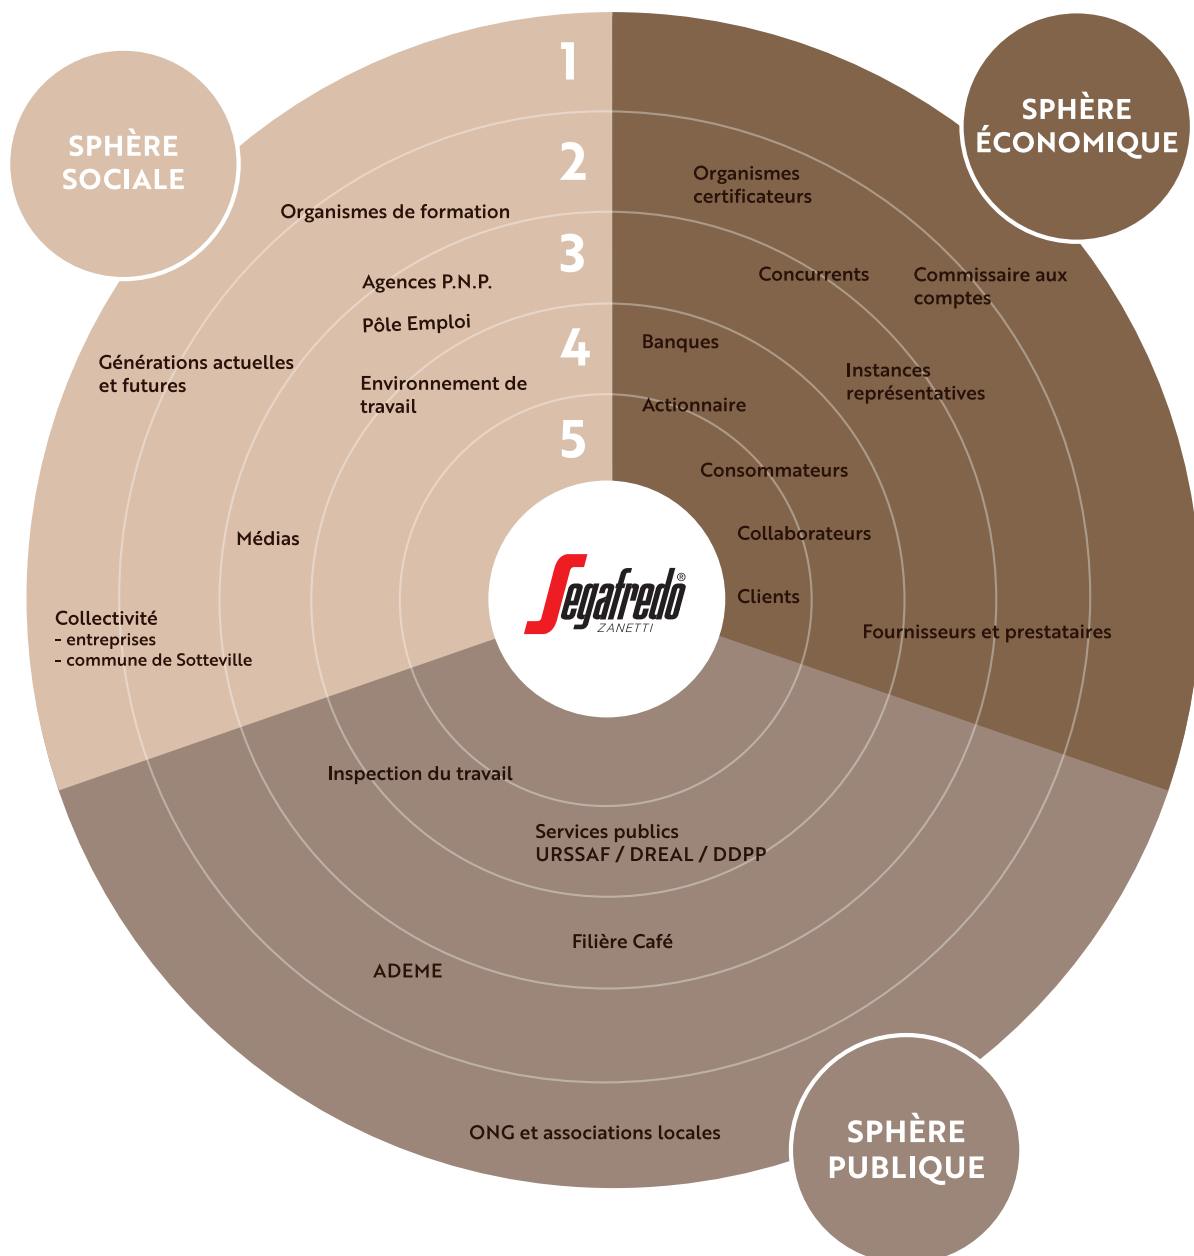 SPHÈRE
SOCIALE
SPHÈRE
ÉCONOMIQUE
1
2
3
4
5
Organismes de formation
Agences P.N.P.
Pôle Emploi
Générations actuelles
et futures
Environnement de
travail
Médias
Collectivité
- entreprises
- commune de Sotteville
Organismes
certificateurs
Concurrents
Commissaire aux
comptes
Banques
Instances
représentatives
Actionnaire
Consommateurs
Collaborateurs
Clients
Fournisseurs et prestataires
Segafredo®
ZANETTI
Inspection du travail
Services publics
URSSAF / DREAL / DDPP
Filière Café
ADEME
ONG et associations locales
SPHÈRE
PUBLIQUE